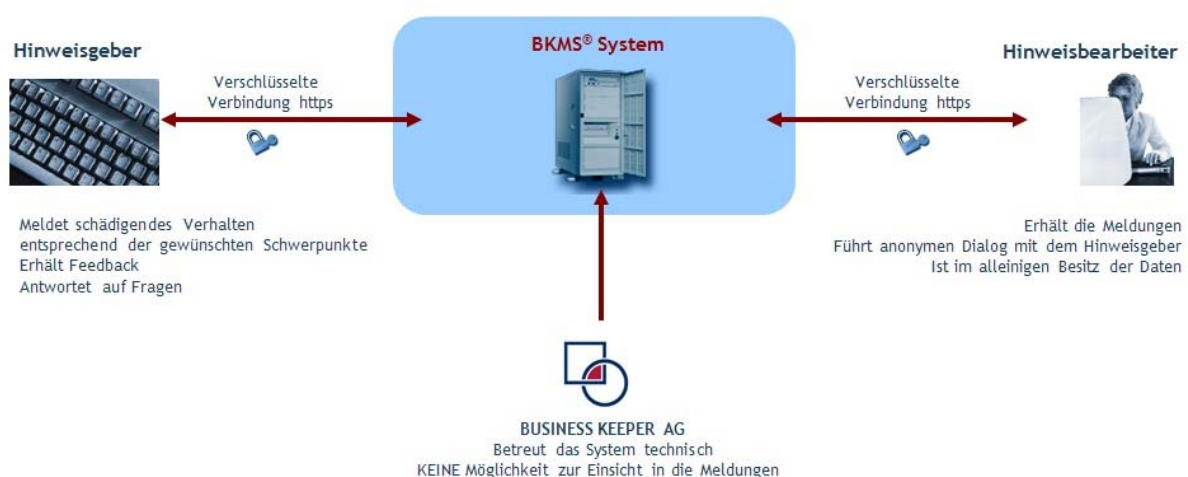 BKMS® System
Hinweisgeber
Verschlüsselte
Verbindung https
Verschlüsselte
Verbindung https
Hinweisbearbeiter
Meldet schädigendes Verhalten
entsprechend der gewünschten Schwerpunkte
Erhält Feedback
Antwortet auf Fragen
Erhält die Meldungen
Führt anonymen Dialog mit dem Hinweisgeber
Ist im alleinigen Besitz der Daten
BUSINESS KEEPER AG
Betreut das System technisch
KEINE Möglichkeit zur Einsicht in die Meldungen